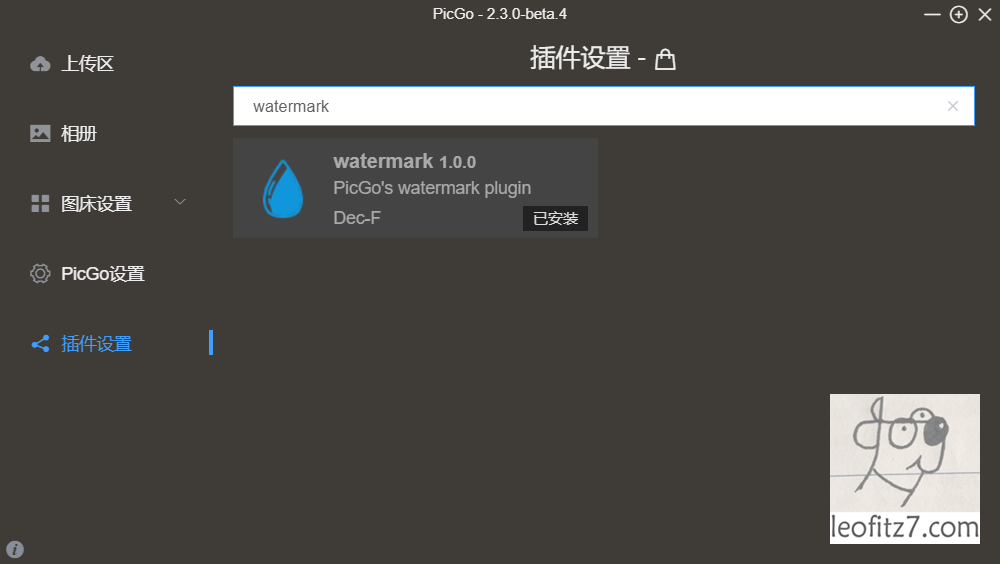 PicGo - 2.3.0-beta.4
上传区
相册
图床设置
PicGo设置
插件设置
插件设置 -
watermark
watermark 1.0.0
PicGo's watermark plugin
Dec-F
已安装
dog
leofitz7.com